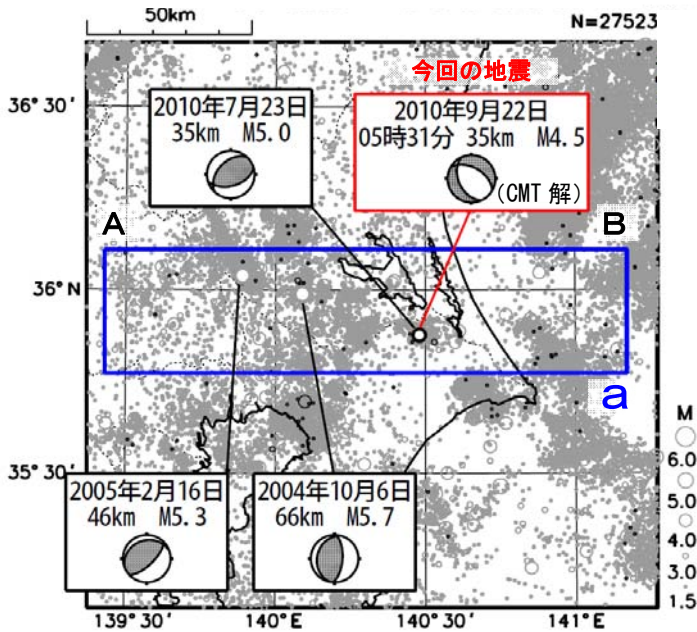 50km
N=27523
今回の地震
36°30′
2010年7月23日
35km M5.0
2010年9月22日
05時31分 35km M4.5
(CMT 解)
A
B
36°N
a
35°30′
2005年2月16日
46km M5.3
2004年10月6日
66km M5.7
M
6.0
5.0
4.0
3.0
1.5
139°30′
140°E
140°30′
141°E